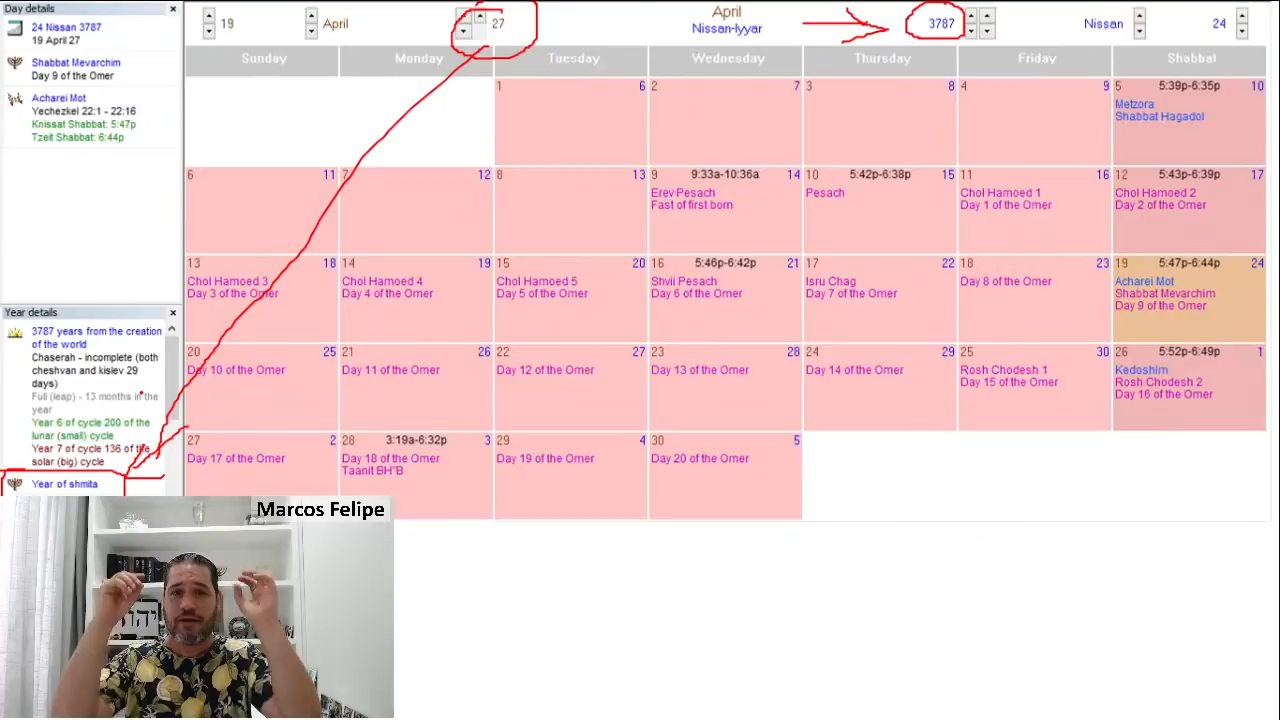 Day details
24 Nissan 3787
19 April 27
Shabbat Mevarchim
Day 9 of the Omer
Acharei Mot
Yechezkel 22:1 - 22:16
Knissat Shabbat: 5:47p
Tzeit Shabbat: 6:44p
Year details
3787 years from the creation
of the world
Chaserah - incomplete (both
cheshvan and kislev 29
days)
Full (leap) - 13 months in the
year
Year 6 of cycle 200 of the
lunar (small) cycle
Year 7 of cycle 136 of the
solar (big) cycle
Year of shmita
19 April 27
April
Nissan-Iyyar
3787 Nissan 24
Sunday Monday Tuesday Wednesday Thursday Friday Shabbat
1 6 2 7 3 8 4 9 5 5:39p-6:35p 10
Metzora
Shabbat Hagadol
6 11 7 12 8 13 9 9:33a-10:36a 14 10 5:42p-6:38p 15 11 16 12 5:43p-6:39p 17
Erev Pesach Pesach Chol Hamoed 1 Chol Hamoed 2
Fast of first born Day 1 of the Omer Day 2 of the Omer
13 18 14 19 15 20 16 5:46p-6:42p 21 17 22 18 23 19 5:47p-6:44p 24
Chol Hamoed 3 Chol Hamoed 4 Chol Hamoed 5 Shvii Pesach Isru Chag Day 8 of the Omer Acharei Mot
Day 3 of the Omer Day 4 of the Omer Day 5 of the Omer Day 6 of the Omer Day 7 of the Omer Shabbat Mevarchim
Day 9 of the Omer
20 25 21 26 22 27 23 28 24 29 25 30 26 5:52p-6:49p 1
Day 10 of the Omer Day 11 of the Omer Day 12 of the Omer Day 13 of the Omer Day 14 of the Omer Rosh Chodesh 1 Kedoshim
Day 15 of the Omer Rosh Chodesh 2
Day 16 of the Omer
27 2 28 3:19a-6:32p 3 29 4 30 5
Day 17 of the Omer Day 18 of the Omer Day 19 of the Omer Day 20 of the Omer
Taanit BH"B
Marcos Felipe
יהוה